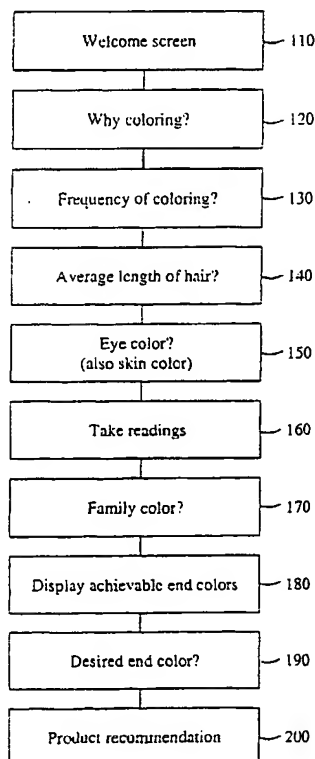 Welcome screen 110
Why coloring? 120
Frequency of coloring? 130
Average length of hair? 140
Eye color? 150
(also skin color)
Take readings 160
Family color? 170
Display achievable end colors 180
Desired end color? 190
Product recommendation 200